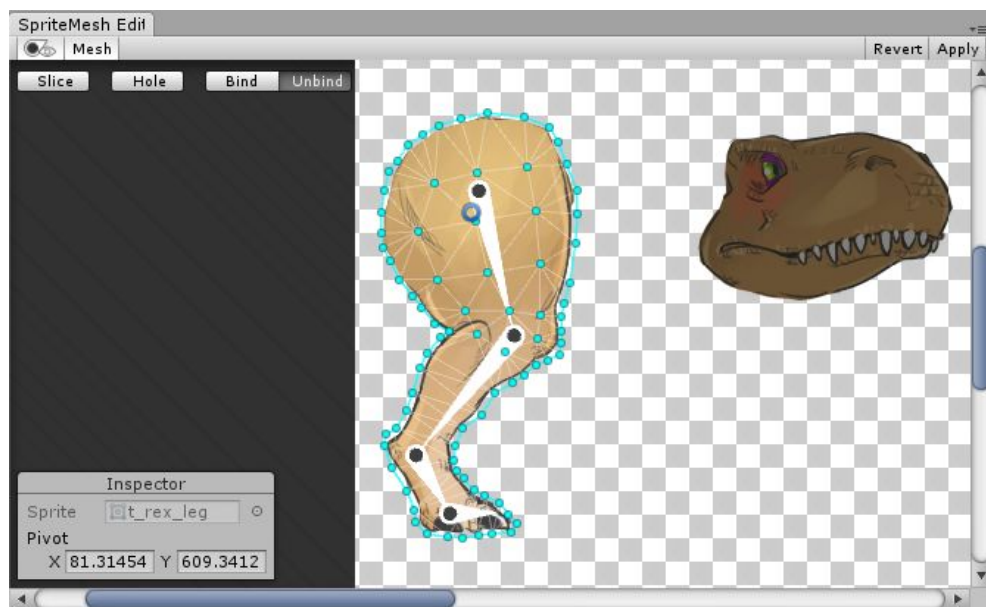 SpriteMesh Edit
Mesh Revert Apply
Slice Hole Bind Unbind
Inspector
Sprite t_rex_leg
Pivot
X 81.31454 Y 609.3412